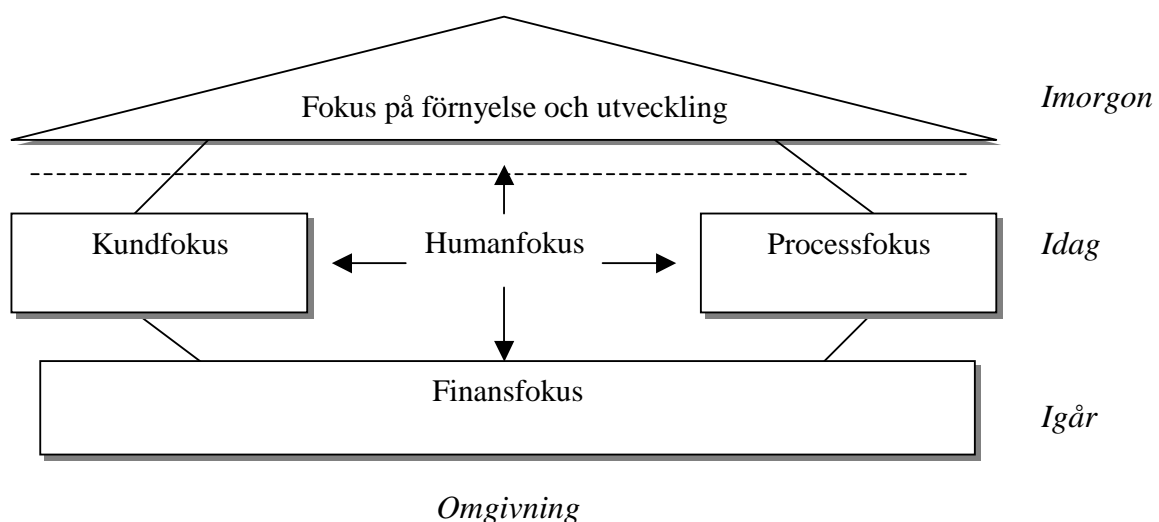 Fokus på förnyelse och utveckling
Imorgon
Kundfokus
Humanfokus
Processfokus
Idag
Finansfokus
Igår
Omgivning